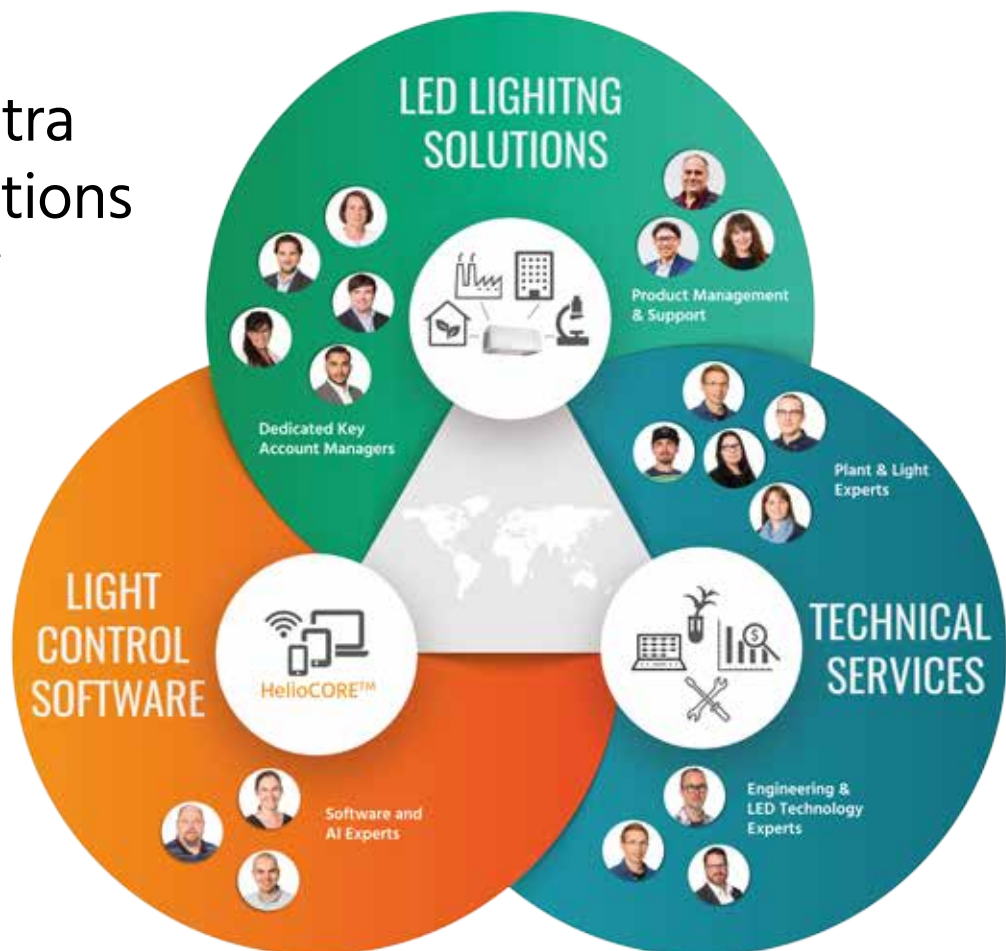 tra
tions
LED LIGHITNG
SOLUTIONS
Product Management
& Support
Dedicated Key
Account Managers
Plant & Light
Experts
LIGHT
CONTROL
SOFTWARE
HelioCORE™
TECHNICAL
SERVICES
$
Engineering &
LED Technology
Experts
Software and
AI Experts